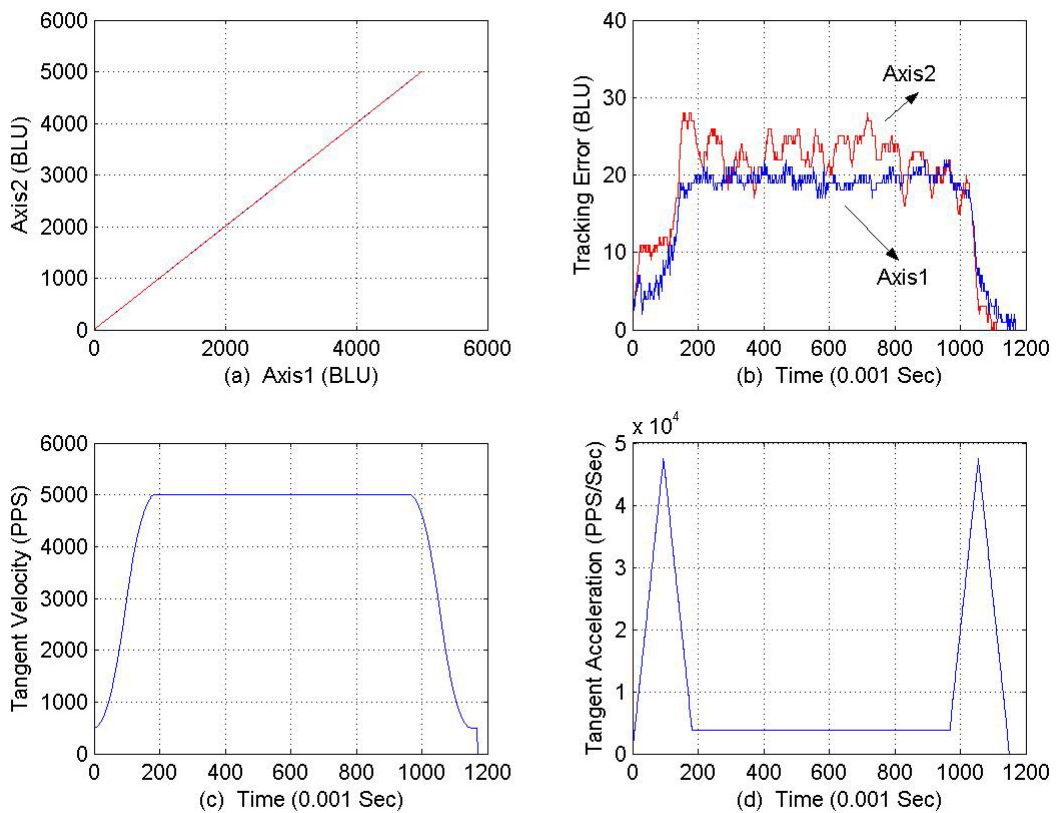 6000
5000
4000
3000
2000
1000
0
Axis2 (BLU)
0 2000 4000 6000
(a) Axis1 (BLU)
40
30
20
10
0
Tracking Error (BLU)
Axis2
Axis1
0 200 400 600 800 1000 1200
(b) Time (0.001 Sec)
6000
5000
4000
3000
2000
1000
0
Tangent Velocity (PPS)
0 200 400 600 800 1000 1200
(c) Time (0.001 Sec)
x 10^4
5
4
3
2
1
0
Tangent Acceleration (PPS/Sec)
0 200 400 600 800 1000 1200
(d) Time (0.001 Sec)